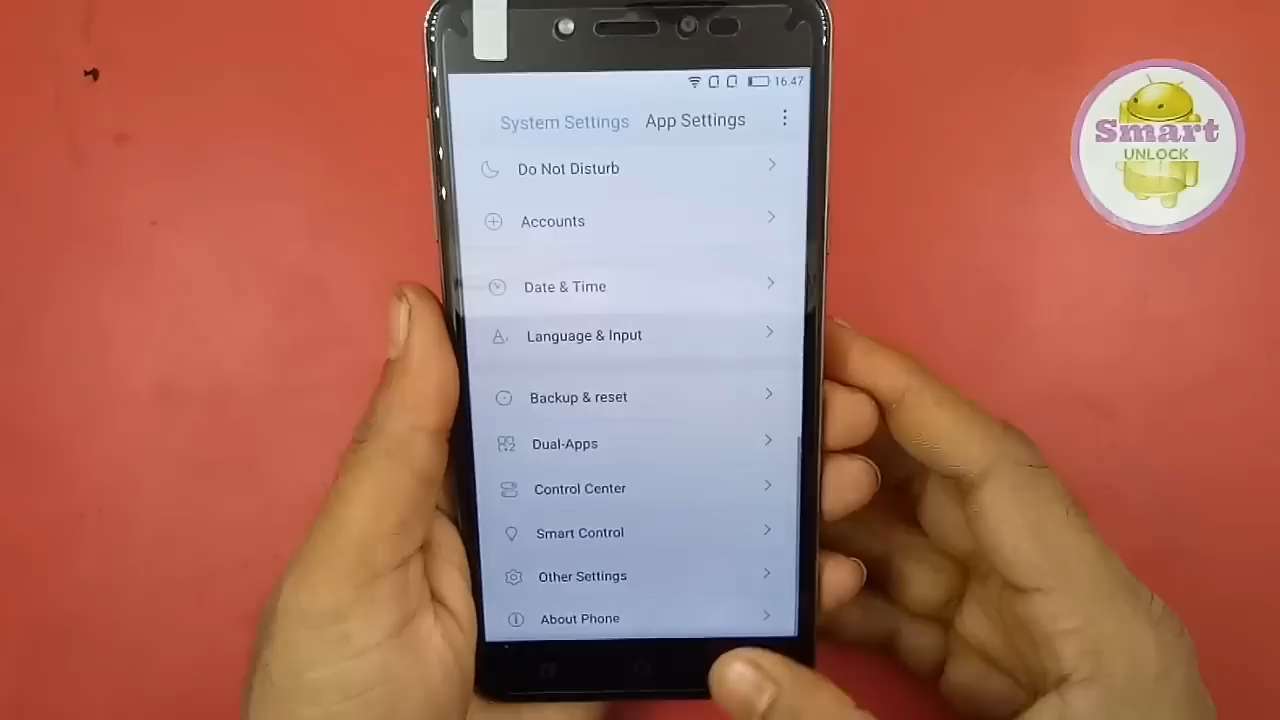 16:47
System Settings App Settings
Do Not Disturb
Accounts
Date & Time
Language & Input
Backup & reset
Dual-Apps
Control Center
Smart Control
Other Settings
About Phone
Smart
UNLOCK